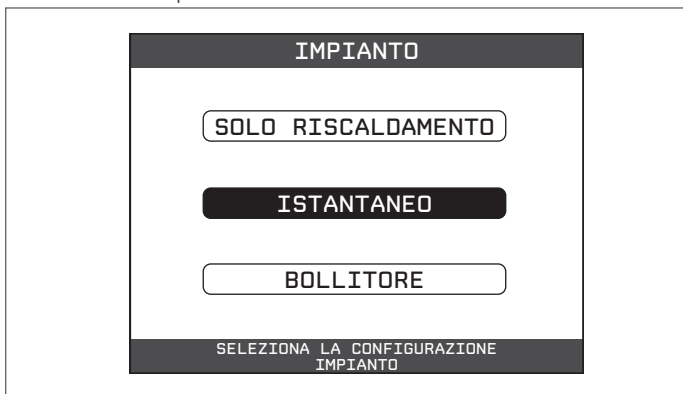 IMPIANTO
SOLO RISCALDAMENTO
ISTANTANEO
BOLLITORE
SELEZIONA LA CONFIGURAZIONE
IMPIANTO